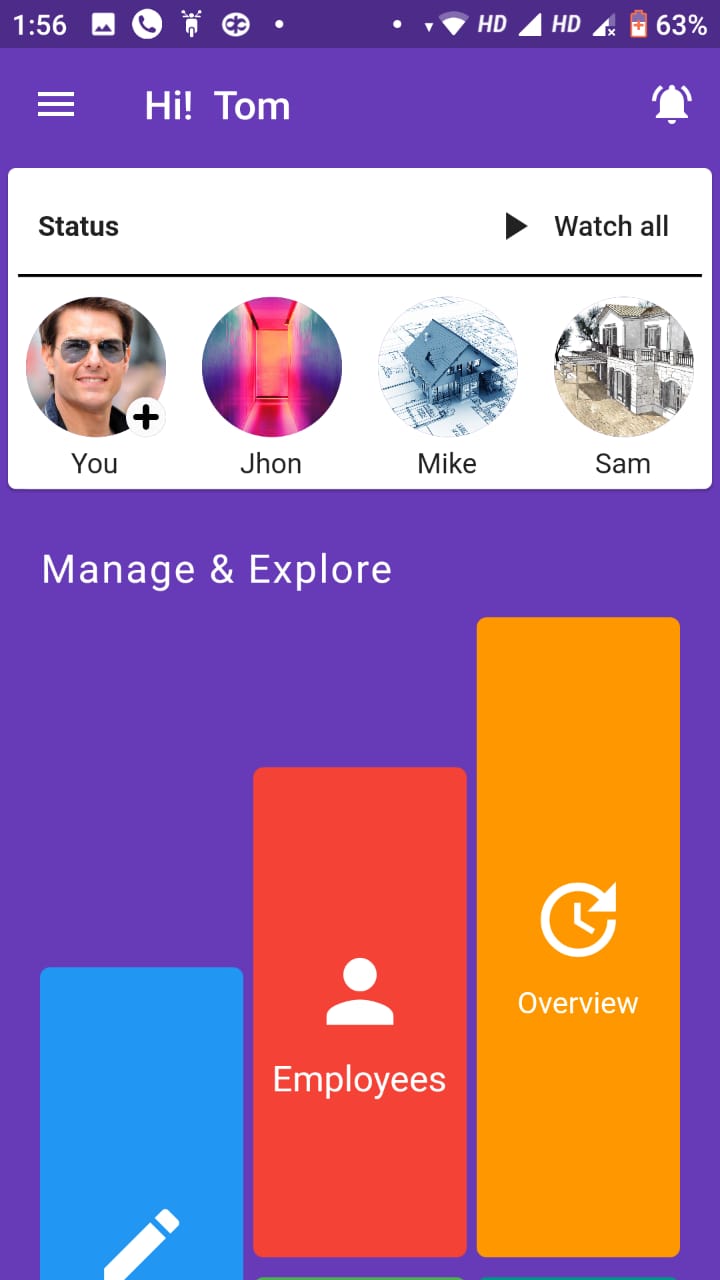 1:56 HD HD 63%
Hi! Tom
Status Watch all
You Jhon Mike Sam
Manage & Explore
Overview
Employees